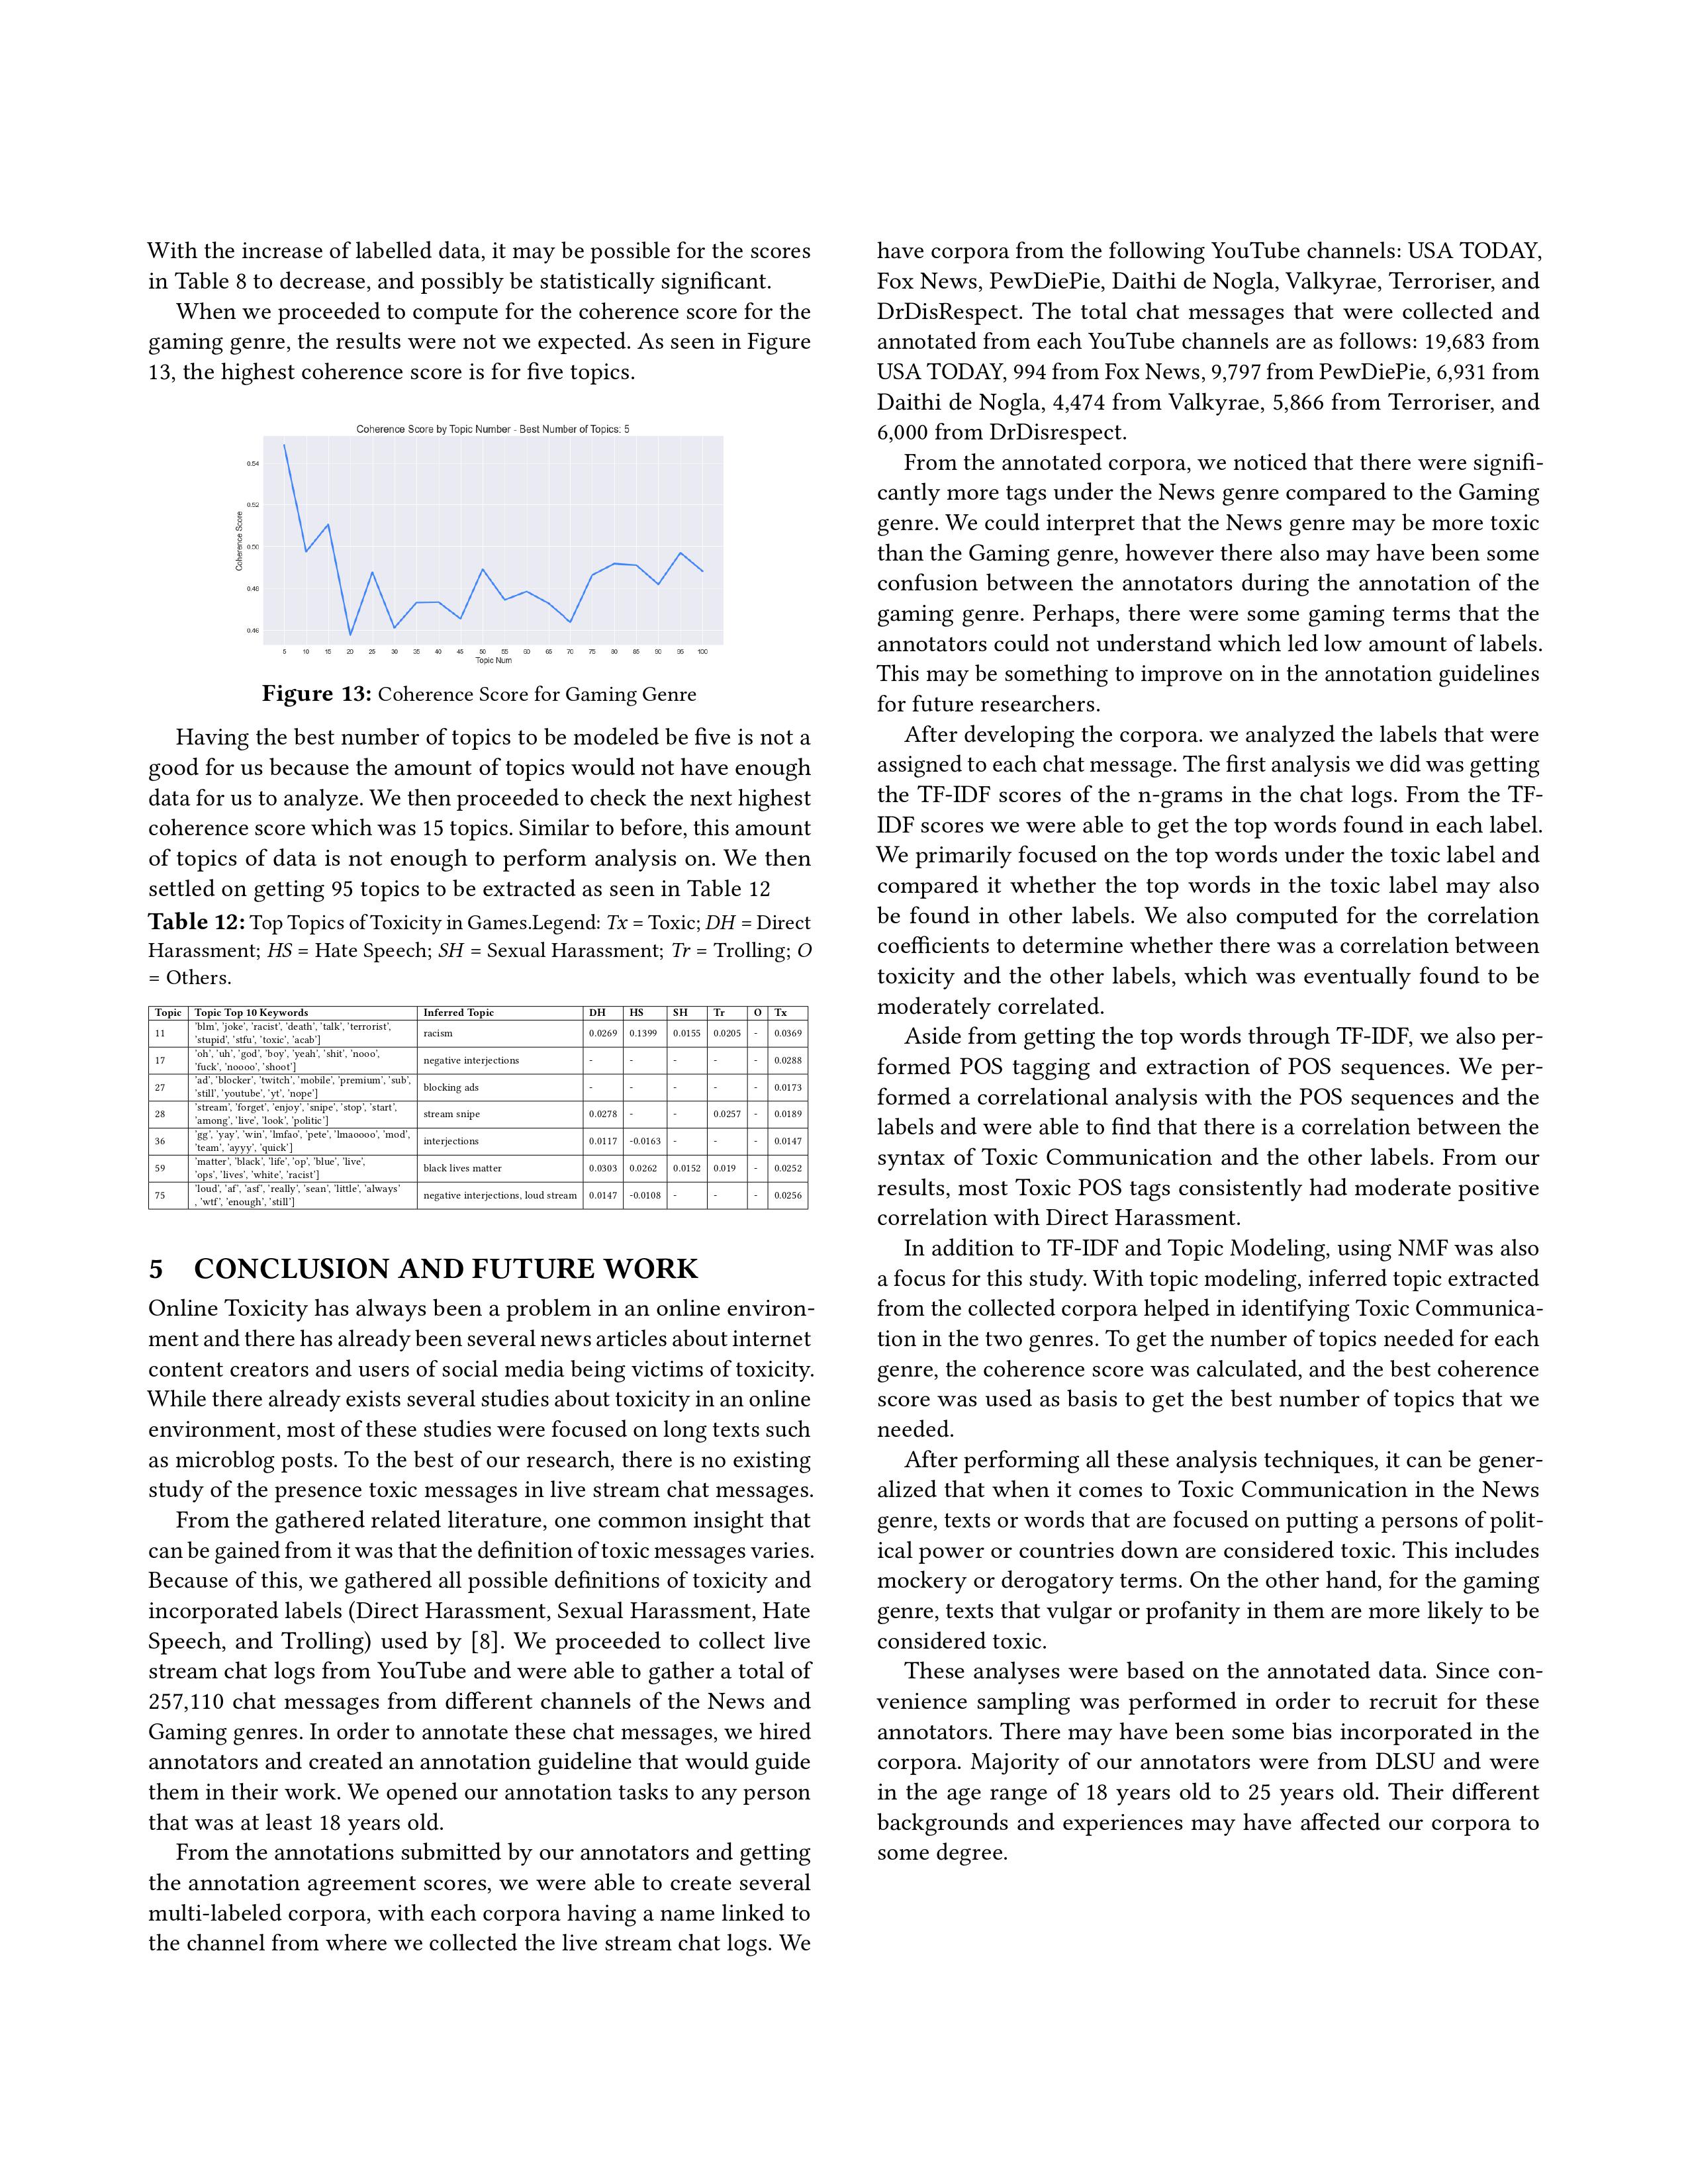 With the increase of labelled data, it may be possible for the scores
in Table 8 to decrease, and possibly be statistically significant.
When we proceeded to compute for the coherence score for the
gaming genre, the results were not we expected. As seen in Figure
13, the highest coherence score is for five topics.
Coherence Score by Topic Number - Best Number of Topics: 5
Coherence Score
0.54
0.52
0.50
0.48
0.46
5 10 15 20 25 30 35 40 45 50 55 60 65 70 75 80 85 90 95 100
Topic Num
Figure 13: Coherence Score for Gaming Genre
Having the best number of topics to be modeled be five is not a
good for us because the amount of topics would not have enough
data for us to analyze. We then proceeded to check the next highest
coherence score which was 15 topics. Similar to before, this amount
of topics of data is not enough to perform analysis on. We then
settled on getting 95 topics to be extracted as seen in Table 12
Table 12: Top Topics of Toxicity in Games.Legend: Tx = Toxic; DH = Direct
Harassment; HS = Hate Speech; SH = Sexual Harassment; Tr = Trolling; O
= Others.
Topic Topic Top 10 Keywords Inferred Topic DH HS SH Tr O Tx
11 'blm', 'joke', 'racist', 'death', 'talk', 'terrorist',
'stupid', 'stfu', 'toxic', 'acab'] racism 0.0269 0.1399 0.0155 0.0205 - 0.0369
17 'oh', 'uh', 'god', 'boy', 'yeah', 'shit', 'nooo',
'fuck', 'noooo', 'shoot'] negative interjections - - - - - 0.0288
27 'ad', 'blocker', 'twitch', 'mobile', 'premium', 'sub',
'still', 'youtube', 'yt', 'nope'] blocking ads - - - - - 0.0173
28 'stream', 'forget', 'enjoy', 'snipe', 'stop', 'start',
'among', 'live', 'look', 'politic'] stream snipe 0.0278 - - 0.0257 - 0.0189
36 'gg', 'yay', 'win', 'lmfao', 'pete', 'lmaoooo', 'mod',
'team', 'ayyy', 'quick'] interjections 0.0117 -0.0163 - - - 0.0147
59 'matter', 'black', 'life', 'op', 'blue', 'live',
'ops', 'lives', 'white', 'racist'] black lives matter 0.0303 0.0262 0.0152 0.019 - 0.0252
75 'loud', 'af', 'asf', 'really', 'sean', 'little', 'always'
, 'wtf', 'enough', 'still'] negative interjections, loud stream 0.0147 -0.0108 - - - 0.0256
5 CONCLUSION AND FUTURE WORK
Online Toxicity has always been a problem in an online environ-
ment and there has already been several news articles about internet
content creators and users of social media being victims of toxicity.
While there already exists several studies about toxicity in an online
environment, most of these studies were focused on long texts such
as microblog posts. To the best of our research, there is no existing
study of the presence toxic messages in live stream chat messages.
From the gathered related literature, one common insight that
can be gained from it was that the definition of toxic messages varies.
Because of this, we gathered all possible definitions of toxicity and
incorporated labels (Direct Harassment, Sexual Harassment, Hate
Speech, and Trolling) used by [8]. We proceeded to collect live
stream chat logs from YouTube and were able to gather a total of
257,110 chat messages from different channels of the News and
Gaming genres. In order to annotate these chat messages, we hired
annotators and created an annotation guideline that would guide
them in their work. We opened our annotation tasks to any person
that was at least 18 years old.
From the annotations submitted by our annotators and getting
the annotation agreement scores, we were able to create several
multi-labeled corpora, with each corpora having a name linked to
the channel from where we collected the live stream chat logs. We
have corpora from the following YouTube channels: USA TODAY,
Fox News, PewDiePie, Daithi de Nogla, Valkyrae, Terroriser, and
DrDisRespect. The total chat messages that were collected and
annotated from each YouTube channels are as follows: 19,683 from
USA TODAY, 994 from Fox News, 9,797 from PewDiePie, 6,931 from
Daithi de Nogla, 4,474 from Valkyrae, 5,866 from Terroriser, and
6,000 from DrDisrespect.
From the annotated corpora, we noticed that there were signifi-
cantly more tags under the News genre compared to the Gaming
genre. We could interpret that the News genre may be more toxic
than the Gaming genre, however there also may have been some
confusion between the annotators during the annotation of the
gaming genre. Perhaps, there were some gaming terms that the
annotators could not understand which led low amount of labels.
This may be something to improve on in the annotation guidelines
for future researchers.
After developing the corpora. we analyzed the labels that were
assigned to each chat message. The first analysis we did was getting
the TF-IDF scores of the n-grams in the chat logs. From the TF-
IDF scores we were able to get the top words found in each label.
We primarily focused on the top words under the toxic label and
compared it whether the top words in the toxic label may also
be found in other labels. We also computed for the correlation
coefficients to determine whether there was a correlation between
toxicity and the other labels, which was eventually found to be
moderately correlated.
Aside from getting the top words through TF-IDF, we also per-
formed POS tagging and extraction of POS sequences. We per-
formed a correlational analysis with the POS sequences and the
labels and were able to find that there is a correlation between the
syntax of Toxic Communication and the other labels. From our
results, most Toxic POS tags consistently had moderate positive
correlation with Direct Harassment.
In addition to TF-IDF and Topic Modeling, using NMF was also
a focus for this study. With topic modeling, inferred topic extracted
from the collected corpora helped in identifying Toxic Communica-
tion in the two genres. To get the number of topics needed for each
genre, the coherence score was calculated, and the best coherence
score was used as basis to get the best number of topics that we
needed.
After performing all these analysis techniques, it can be gener-
alized that when it comes to Toxic Communication in the News
genre, texts or words that are focused on putting a persons of polit-
ical power or countries down are considered toxic. This includes
mockery or derogatory terms. On the other hand, for the gaming
genre, texts that vulgar or profanity in them are more likely to be
considered toxic.
These analyses were based on the annotated data. Since con-
venience sampling was performed in order to recruit for these
annotators. There may have been some bias incorporated in the
corpora. Majority of our annotators were from DLSU and were
in the age range of 18 years old to 25 years old. Their different
backgrounds and experiences may have affected our corpora to
some degree.